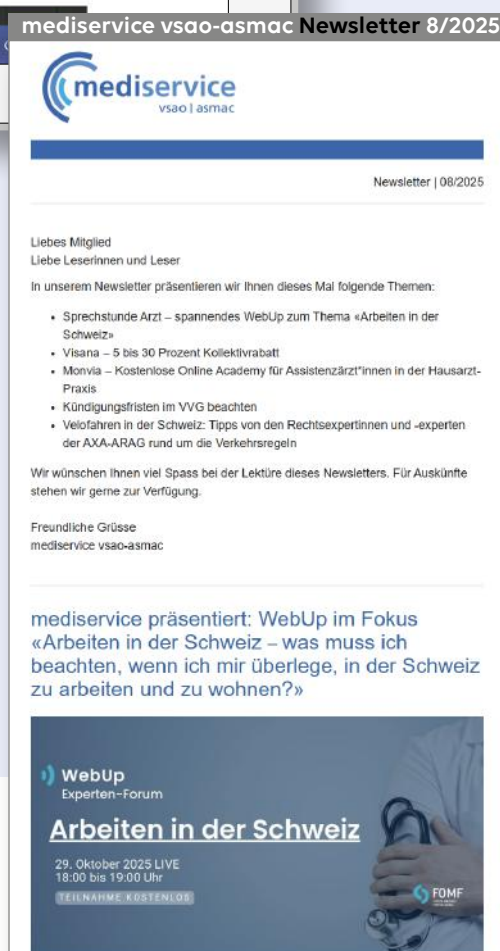 mediservice vsao-asmac Newsletter 8/2025
mediservice
vsao | asmac
Newsletter | 08/2025
Liebes Mitglied
Liebe Leserinnen und Leser
In unserem Newsletter präsentieren wir Ihnen dieses Mal folgende Themen:
• Sprechstunde Arzt – spannendes WebUp zum Thema «Arbeiten in der
Schweiz»
• Visana – 5 bis 30 Prozent Kollektivrabatt
• Monvia – Kostenlose Online Academy für Assistenzärzt*innen in der Hausarzt-
Praxis
• Kündigungsfristen im VVG beachten
• Velofahren in der Schweiz: Tipps von den Rechtsexpertinnen und -experten
der AXA-ARAG rund um die Verkehrsregeln
Wir wünschen Ihnen viel Spass bei der Lektüre dieses Newsletters. Für Auskünfte
stehen wir gerne zur Verfügung.
Freundliche Grüsse
mediservice vsao-asmac
mediservice präsentiert: WebUp im Fokus
«Arbeiten in der Schweiz – was muss ich
beachten, wenn ich mir überlege, in der Schweiz
zu arbeiten und zu wohnen?»
WebUp
Experten-Forum
Arbeiten in der Schweiz
29. Oktober 2025 LIVE
18:00 bis 19:00 Uhr
TEILNAHME KOSTENLOS
FOMF